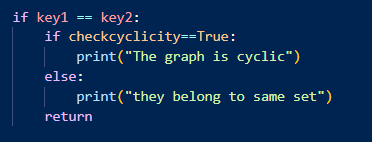 if key1 == key2:
    if checkcyclicity==True:
        print("The graph is cyclic")
    else:
        print("they belong to same set")
    return